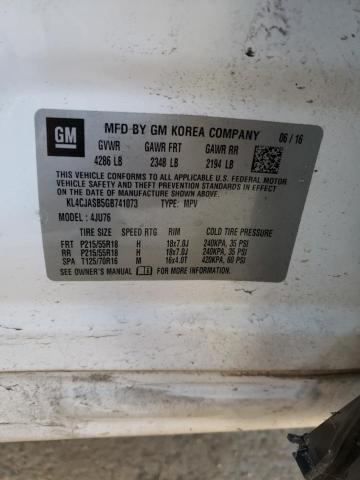 GM
MFD BY GM KOREA COMPANY 06/16
GVWR GAWR FRT GAWR RR
4286 LB 2348 LB 2194 LB
THIS VEHICLE CONFORMS TO ALL APPLICABLE U.S. FEDERAL MOTOR
VEHICLE SAFETY, BUMPER, AND THEFT PREVENTION STANDARDS IN
EFFECT ON THE DATE OF MANUFACTURE SHOWN ABOVE.
KL4CJASB5GB741073 TYPE: MPV
MODEL : 4JU76
TIRE SIZE SPEED RTG RIM COLD TIRE PRESSURE
FRT P215/55R18 H 18x7.0J 240KPA, 35 PSI
RR P215/55R18 H 18x7.0J 240KPA, 35 PSI
SPA T125/70R16 M 16x4.0T 420KPA, 60 PSI
SEE OWNER'S MANUAL FOR ADDITIONAL INFORMATION